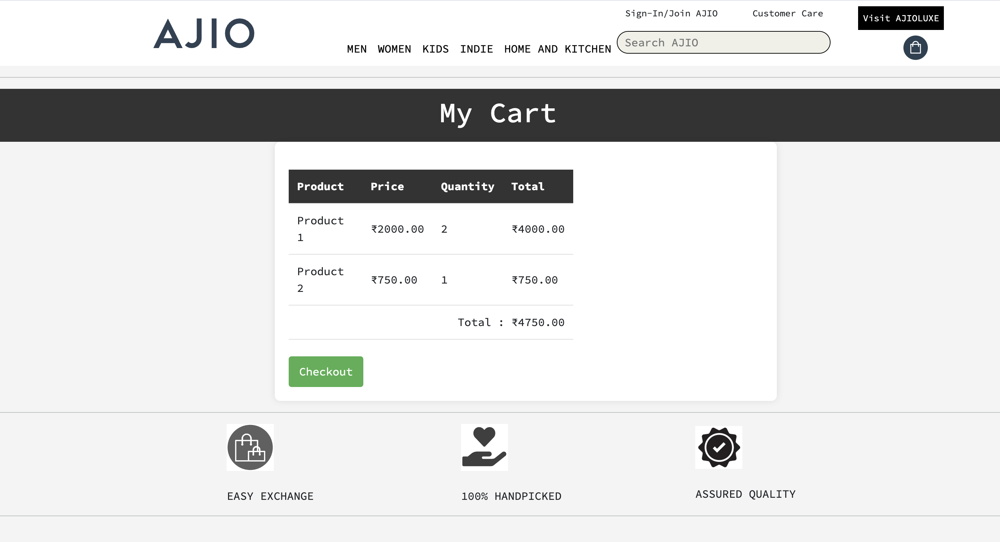 Sign-In/Join AJIO Customer Care Visit AJIOLUXE
AJIO
MEN WOMEN KIDS INDIE HOME AND KITCHEN Search AJIO
My Cart
Product Price Quantity Total
Product 1 ₹2000.00 2 ₹4000.00
Product 2 ₹750.00 1 ₹750.00
Total : ₹4750.00
Checkout
EASY EXCHANGE 100% HANDPICKED ASSURED QUALITY